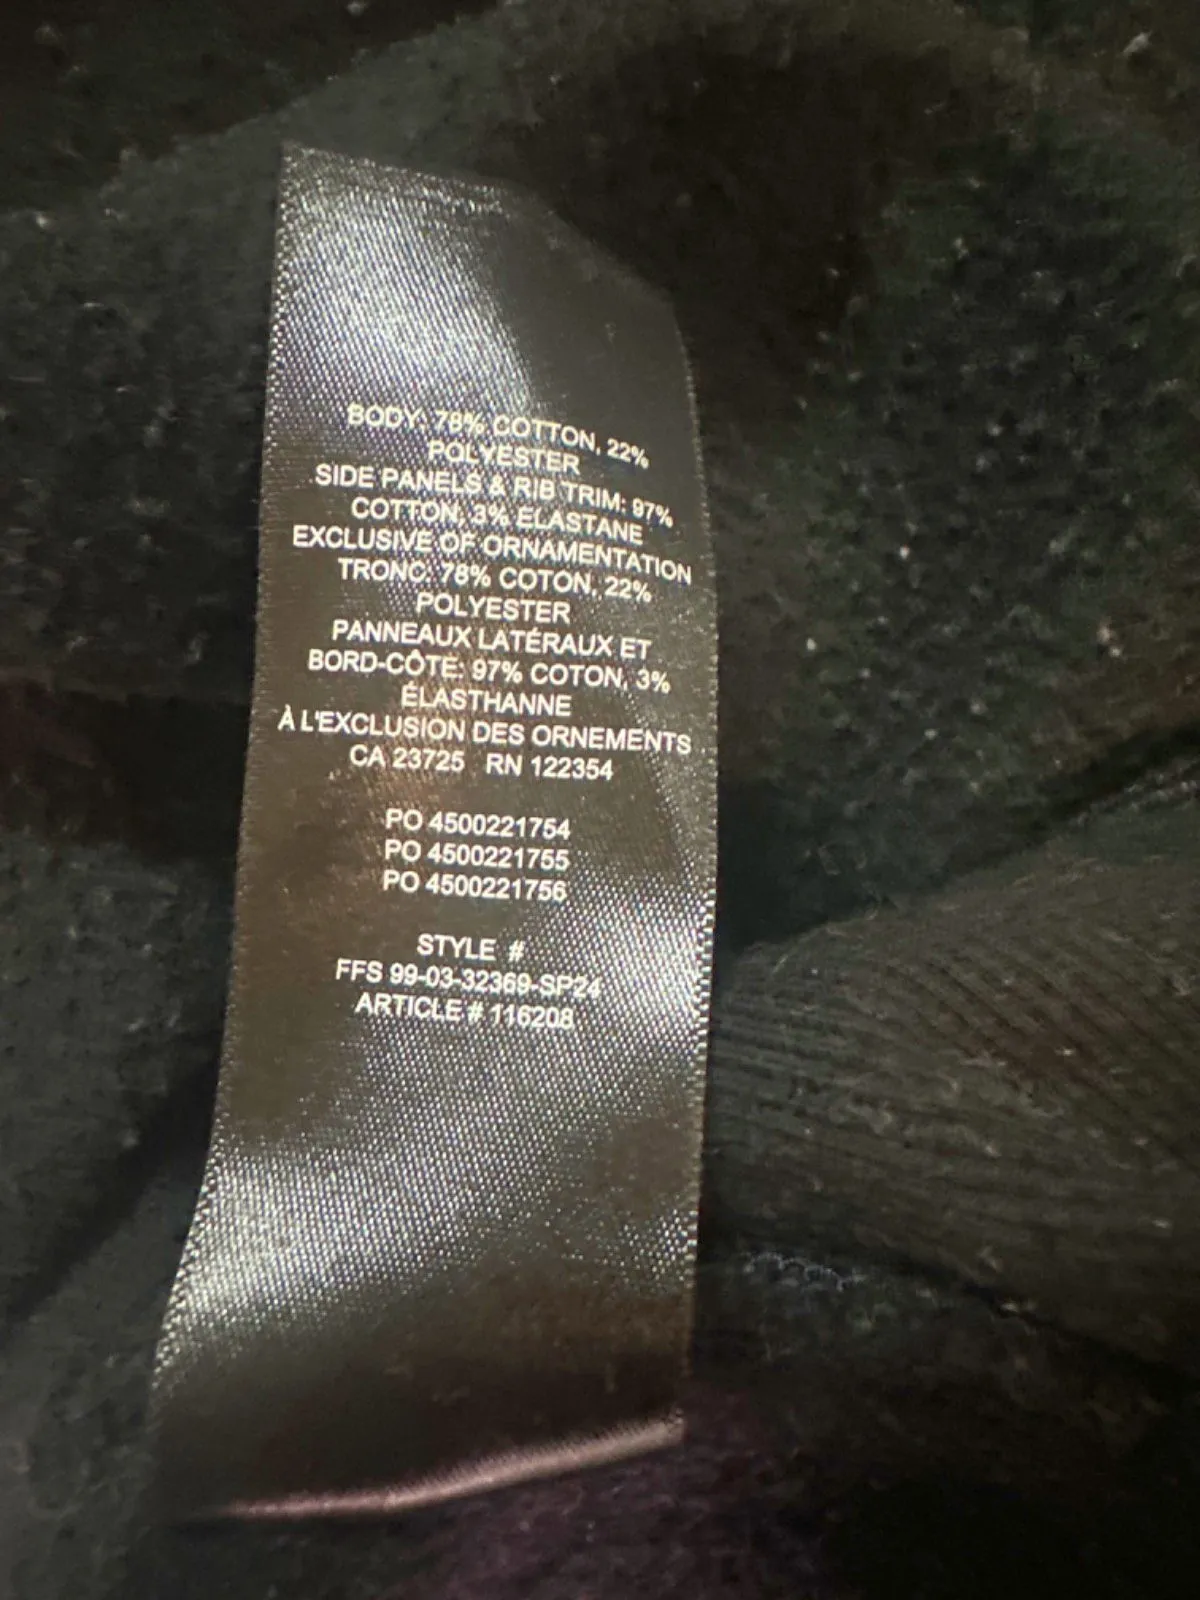 BODY: 78% COTTON, 22%
POLYESTER
SIDE PANELS & RIB TRIM: 97%
COTTON, 3% ELASTANE
EXCLUSIVE OF ORNAMENTATION
TRONC: 78% COTON, 22%
POLYESTER
PANNEAUX LATÉRAUX ET
BORD-CÔTE: 97% COTON, 3%
ÉLASTHANNE
À L'EXCLUSION DES ORNEMENTS
CA 23725 RN 122354
PO 4500221754
PO 4500221755
PO 4500221756
STYLE #
FFS 99-03-32369-SP24
ARTICLE # 116208